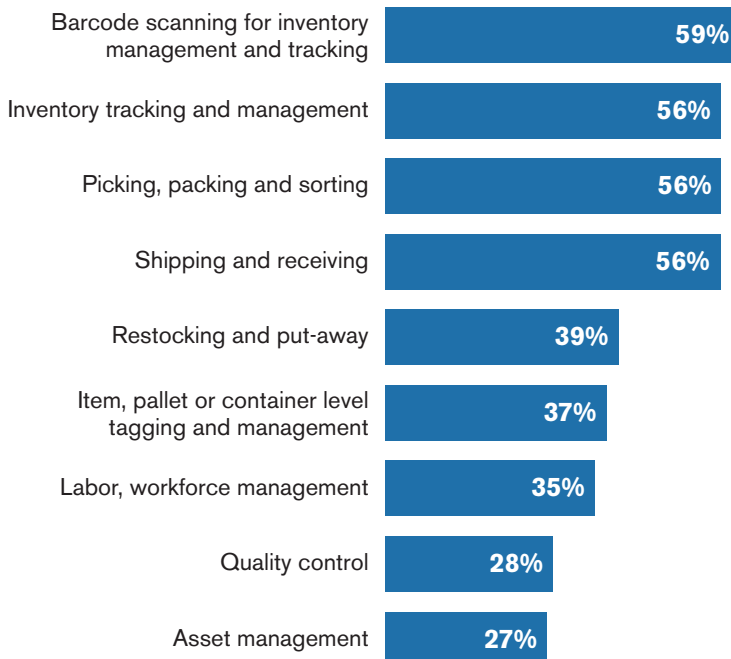 Barcode scanning for inventory
management and tracking
59%
Inventory tracking and management
56%
Picking, packing and sorting
56%
Shipping and receiving
56%
Restocking and put-away
39%
Item, pallet or container level
tagging and management
37%
Labor, workforce management
35%
Quality control
28%
Asset management
27%